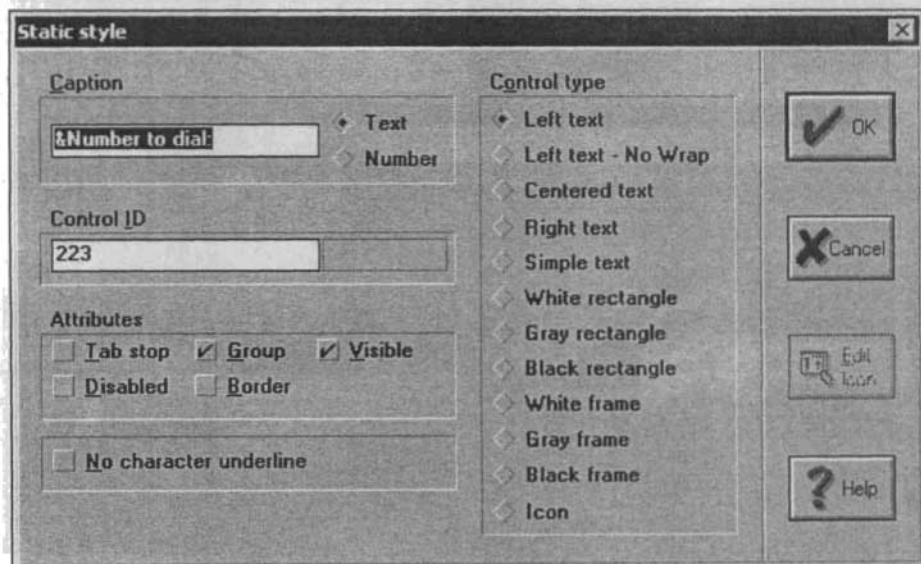 Static style
Caption
&Number to dial:
Text
Number
Control ID
223
Attributes
Tab stop
Group
Visible
Disabled
Border
No character underline
Control type
Left text
Left text - No Wrap
Centered text
Right text
Simple text
White rectangle
Gray rectangle
Black rectangle
White frame
Gray frame
Black frame
Icon
OK
Cancel
Edit
Icon
Help